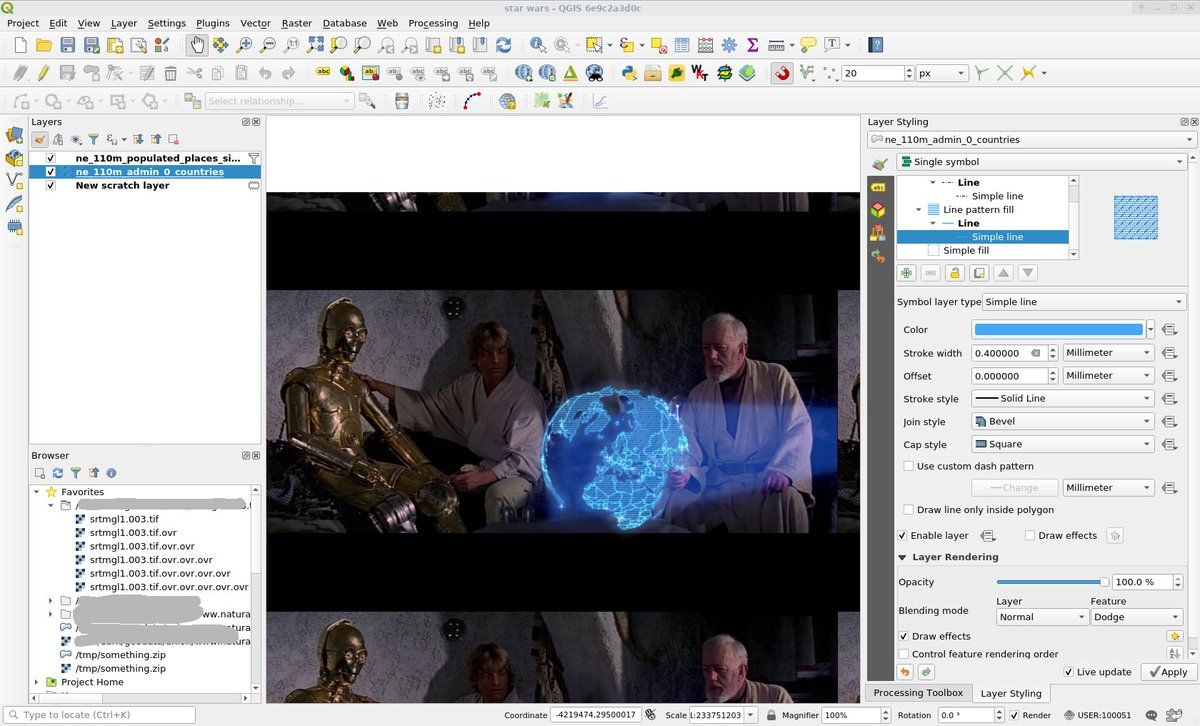 star wars - QGIS 6e9c2a3d0c
Project Edit View Layer Settings Plugins Vector Raster Database Web Processing Help
20 px
Select relationship...
Layers
ne_110m_populated_places_si...
ne_110m_admin_0_countries
New scratch layer
Browser
Favorites
srtmgl1.003.tif
srtmgl1.003.tif.ovr
srtmgl1.003.tif.ovr.ovr
srtmgl1.003.tif.ovr.ovr.ovr
srtmgl1.003.tif.ovr.ovr.ovr.ovr
srtmgl1.003.tif.ovr.ovr.ovr.ovr.ovr
/tmp/something.zip
/tmp/something.zip
Project Home
Layer Styling
ne_110m_admin_0_countries
Single symbol
Line
Simple line
Line pattern fill
Line
Simple line
Simple fill
Symbol layer type Simple line
Color
Stroke width 0.400000 Millimeter
Offset 0.000000 Millimeter
Stroke style Solid Line
Join style Bevel
Cap style Square
Use custom dash pattern
Change Millimeter
Draw line only inside polygon
Enable layer Draw effects
Layer Rendering
Opacity 100.0 %
Layer Feature
Blending mode Normal Dodge
Draw effects
Control feature rendering order
Live update Apply
Processing Toolbox Layer Styling
Type to locate (Ctrl+K) Coordinate -4219474,29500017 Scale 1:233751203 Magnifier 100% Rotation 0.0 ° Render USER:100051